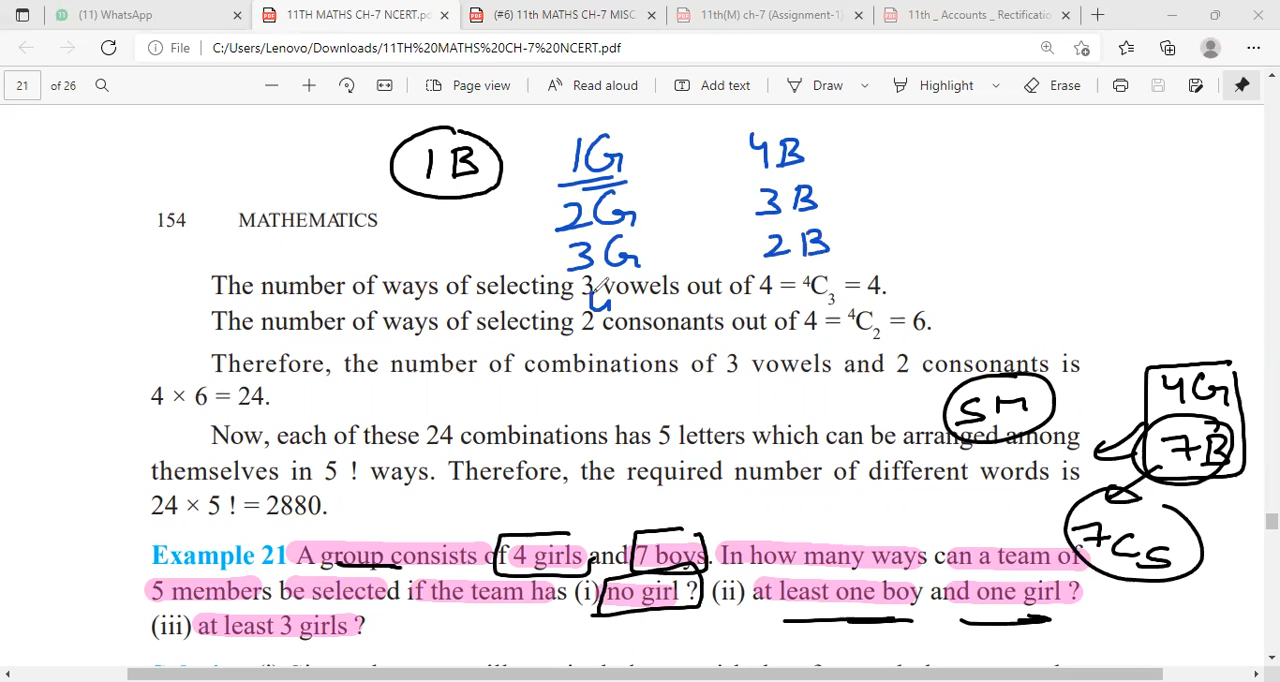 (11) WhatsApp
11TH MATHS CH-7 NCERT.pd
(#6) 11th MATHS CH-7 MISC
11th(M) ch-7 (Assignment-1)
11th _ Accounts _ Rectificatio
File C:/Users/Lenovo/Downloads/11TH%20MATHS%20CH-7%20NCERT.pdf
21 of 26 Page view Read aloud Add text Draw Highlight Erase
1B 1G 4B
2G 3B
154 MATHEMATICS
3G 2B
The number of ways of selecting 3 vowels out of 4 = ⁴C₃ = 4.
The number of ways of selecting 2 consonants out of 4 = ⁴C₂ = 6.
Therefore, the number of combinations of 3 vowels and 2 consonants is
4 × 6 = 24.
4G
5M
7B
Now, each of these 24 combinations has 5 letters which can be arranged among
themselves in 5 ! ways. Therefore, the required number of different words is
24 × 5 ! = 2880.
7C5
Example 21 A group consists of 4 girls and 7 boys. In how many ways can a team of
5 members be selected if the team has (i) no girl ? (ii) at least one boy and one girl ?
(iii) at least 3 girls ?